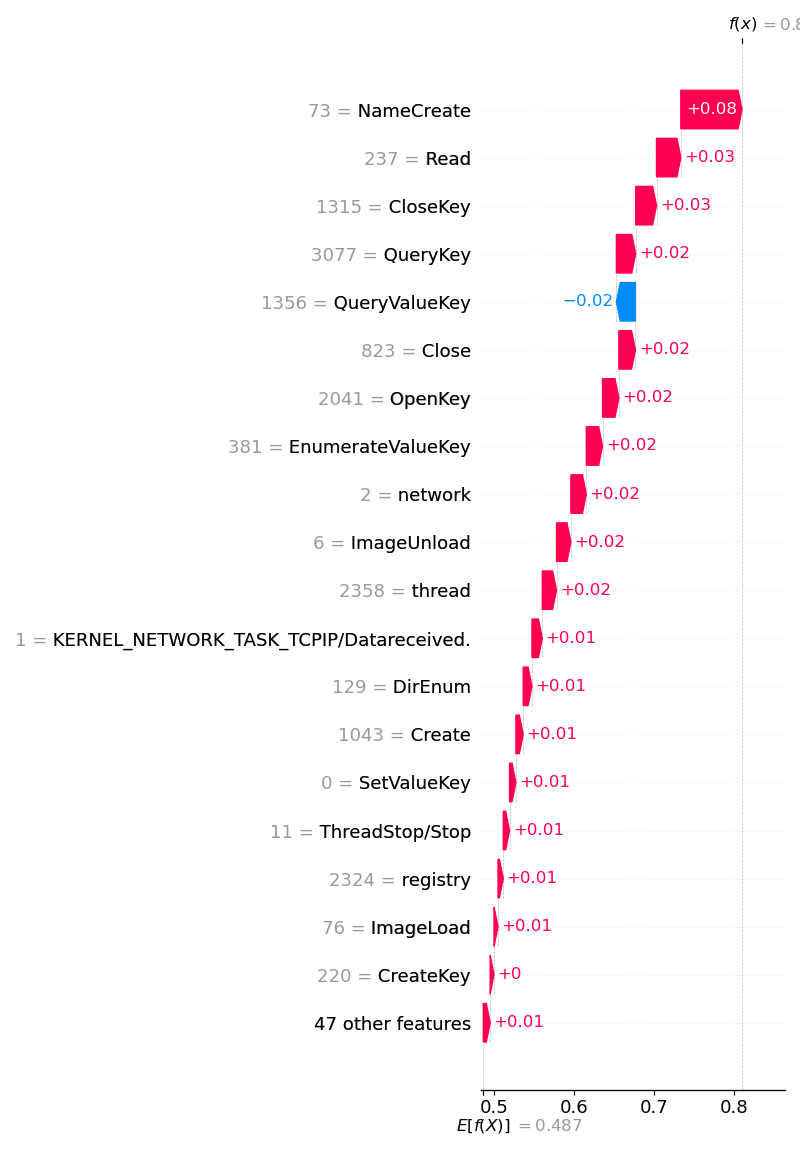 f(x) = 0.8
73 = NameCreate +0.08
237 = Read +0.03
1315 = CloseKey +0.03
3077 = QueryKey +0.02
1356 = QueryValueKey −0.02
823 = Close +0.02
2041 = OpenKey +0.02
381 = EnumerateValueKey +0.02
2 = network +0.02
6 = ImageUnload +0.02
2358 = thread +0.02
1 = KERNEL_NETWORK_TASK_TCPIP/Datareceived. +0.01
129 = DirEnum +0.01
1043 = Create +0.01
0 = SetValueKey +0.01
11 = ThreadStop/Stop +0.01
2324 = registry +0.01
76 = ImageLoad +0.01
220 = CreateKey +0
47 other features +0.01
0.5 0.6 0.7 0.8
E[f(X)] = 0.487